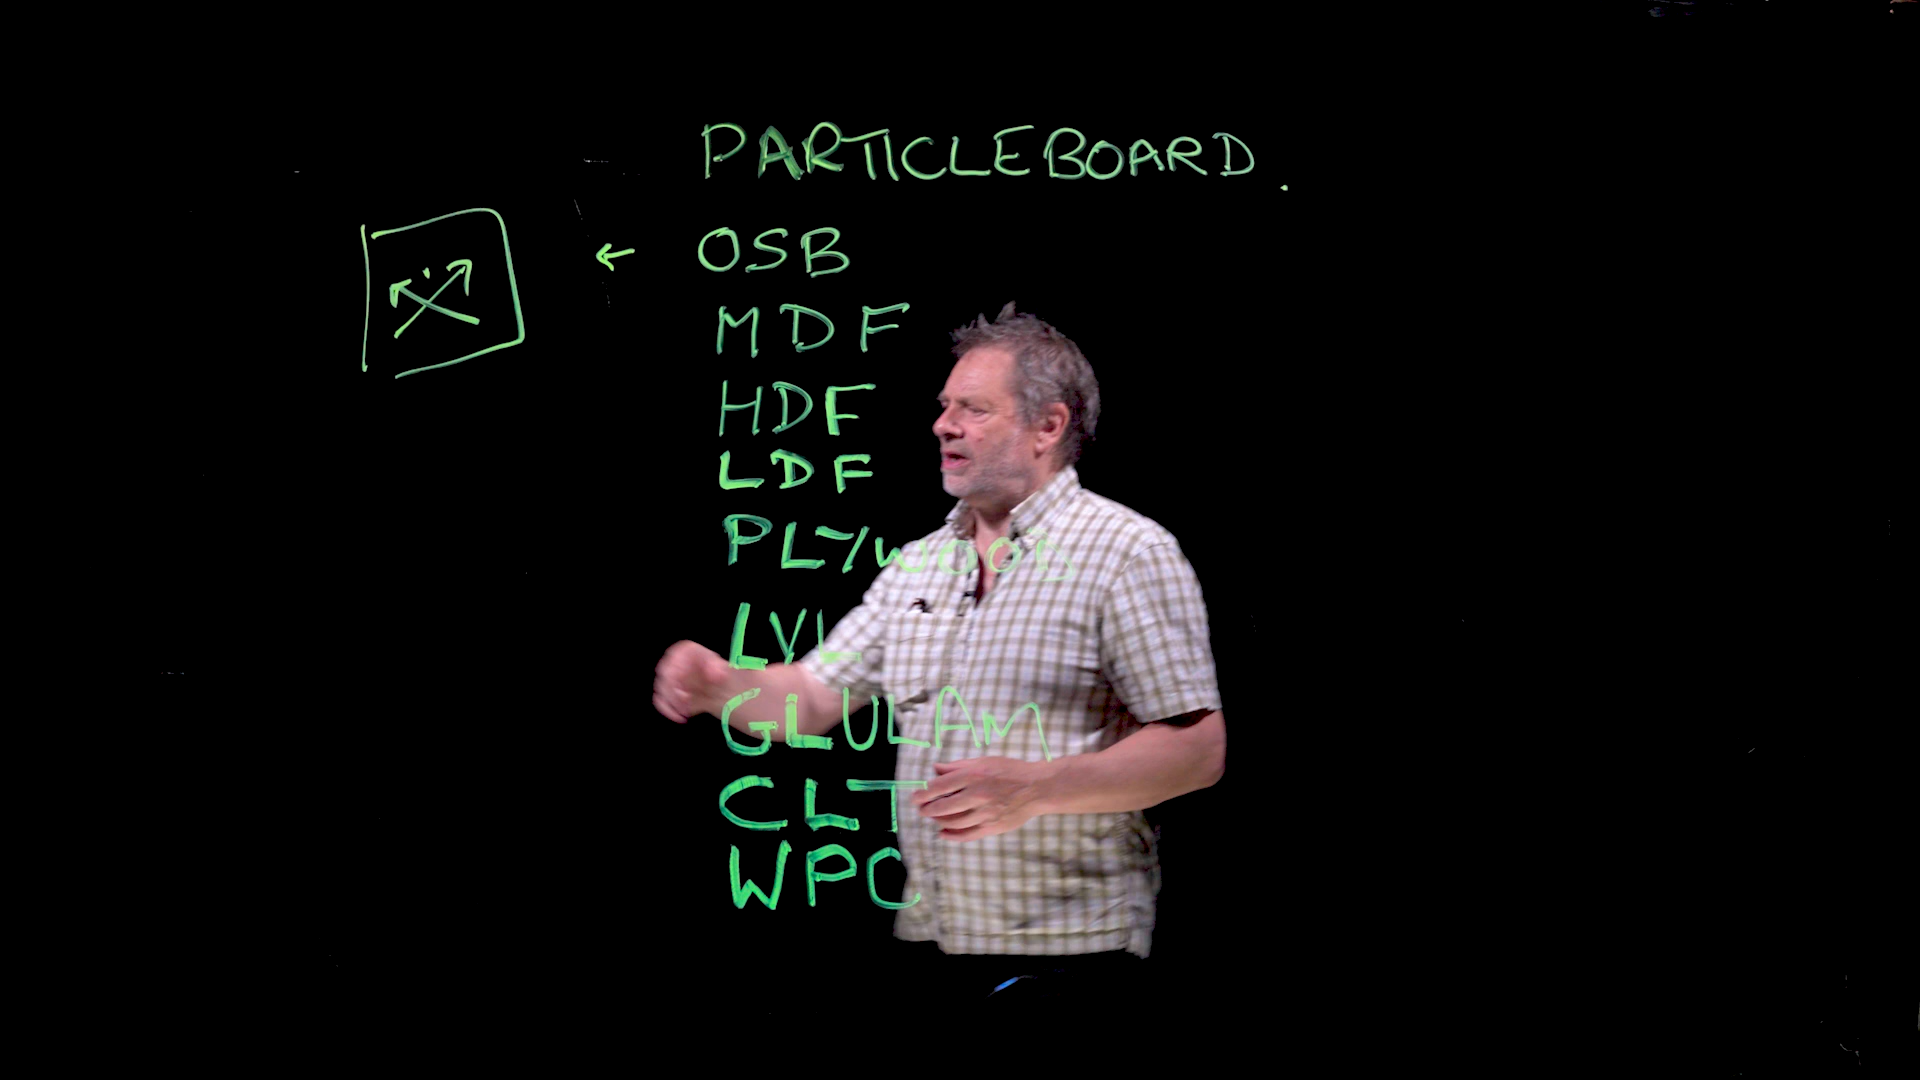 PARTICLEBOARD.
← OSB
MDF
HDF
LDF
PLYWOOD
LVL
GLULAM
CLT
WPC